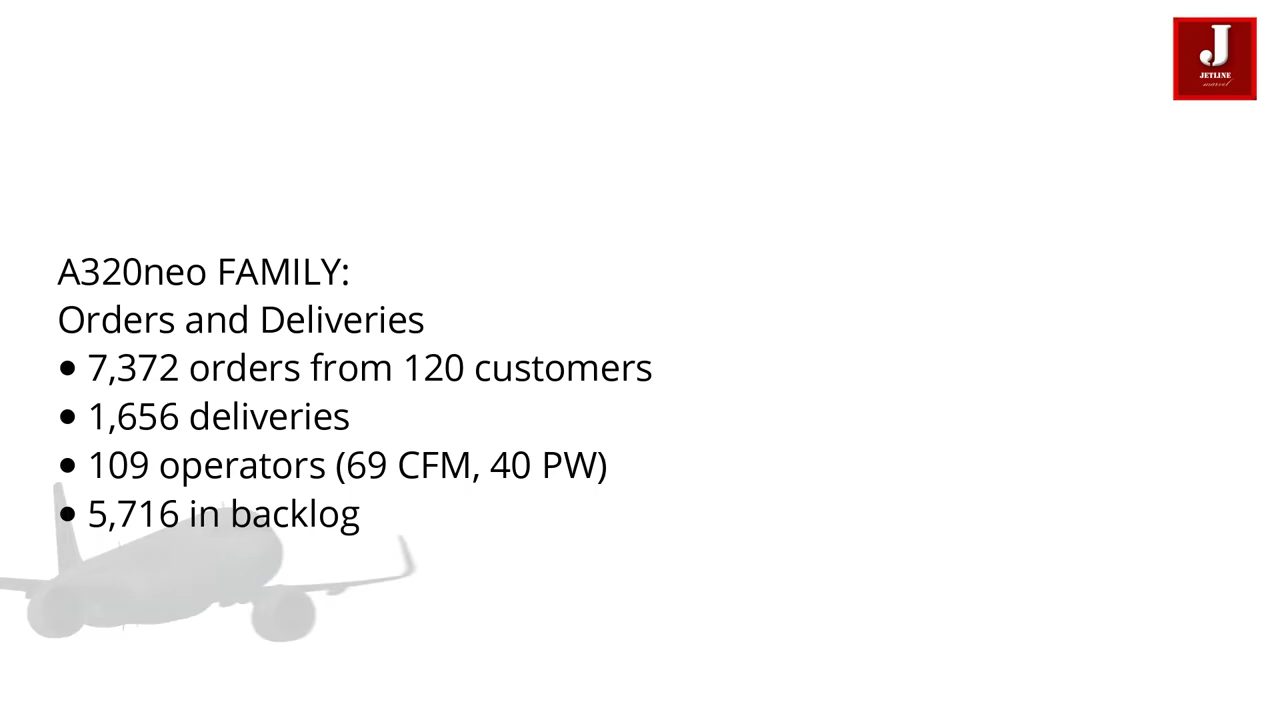 J
JETLINE
marvel
A320neo FAMILY:
Orders and Deliveries
• 7,372 orders from 120 customers
• 1,656 deliveries
• 109 operators (69 CFM, 40 PW)
• 5,716 in backlog